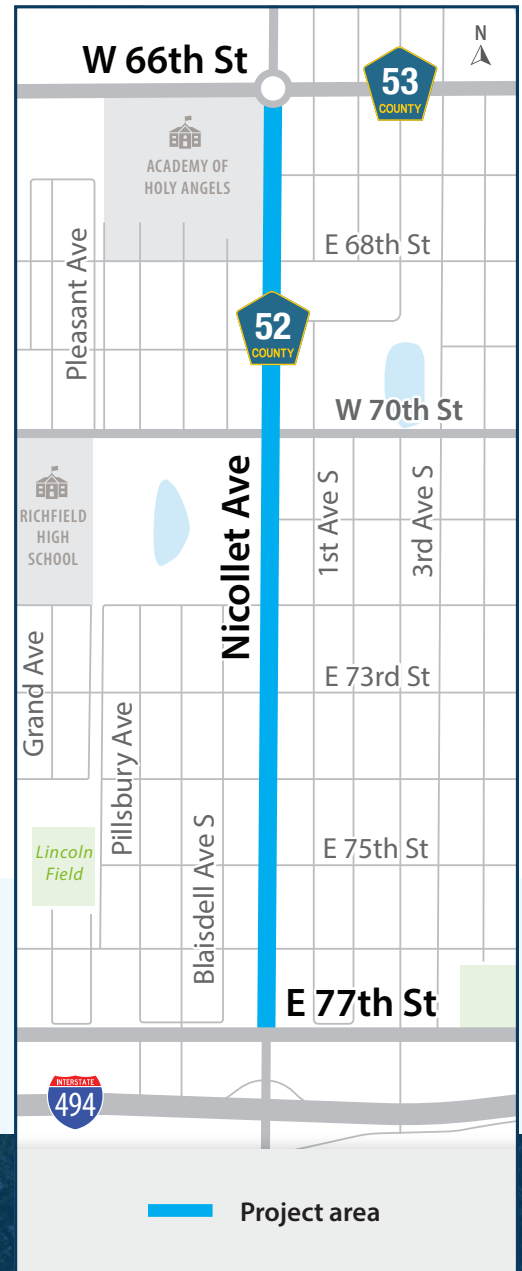 N
W 66th St
53
COUNTY
ACADEMY OF
HOLY ANGELS
E 68th St
Pleasant Ave
52
COUNTY
W 70th St
Nicollet Ave
1st Ave S
3rd Ave S
RICHFIELD
HIGH
SCHOOL
Grand Ave
E 73rd St
Pillsbury Ave
Blaisdell Ave S
E 75th St
Lincoln
Field
E 77th St
INTERSTATE
494
Project area